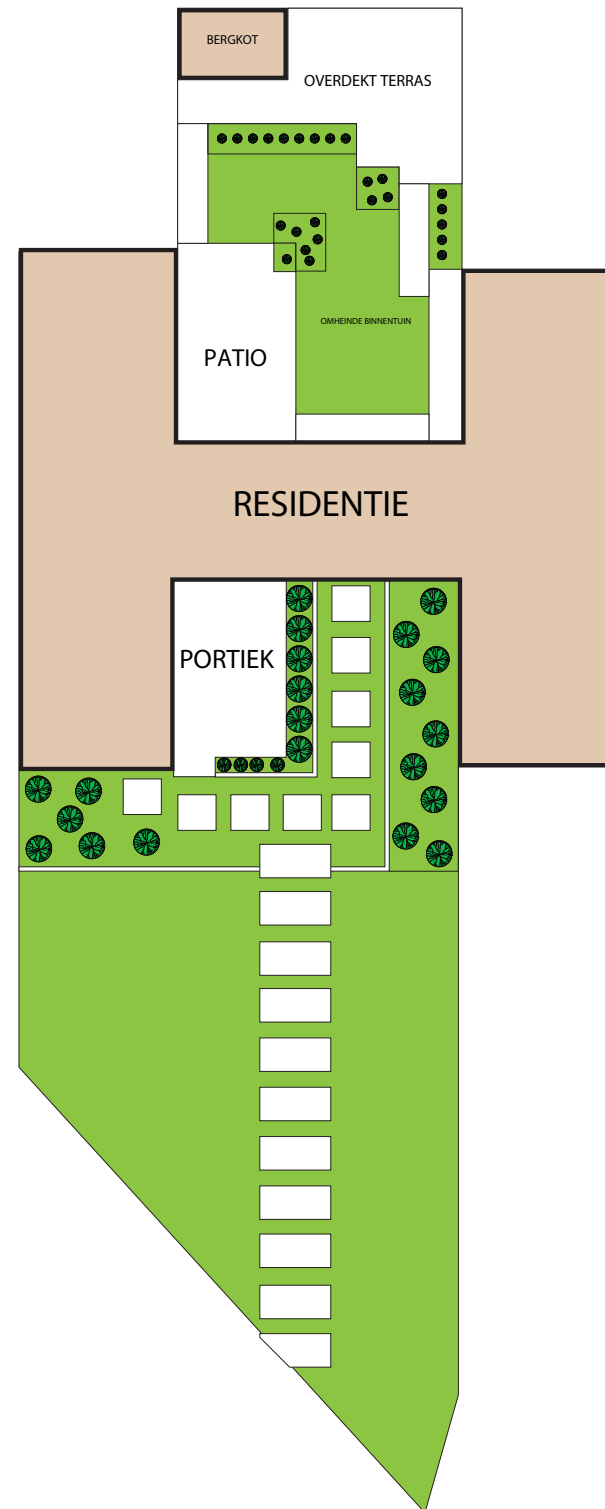 BERGKOT
OVERDEKT TERRAS
OMHEINDE BINNENTUIN
PATIO
RESIDENTIE
PORTIEK